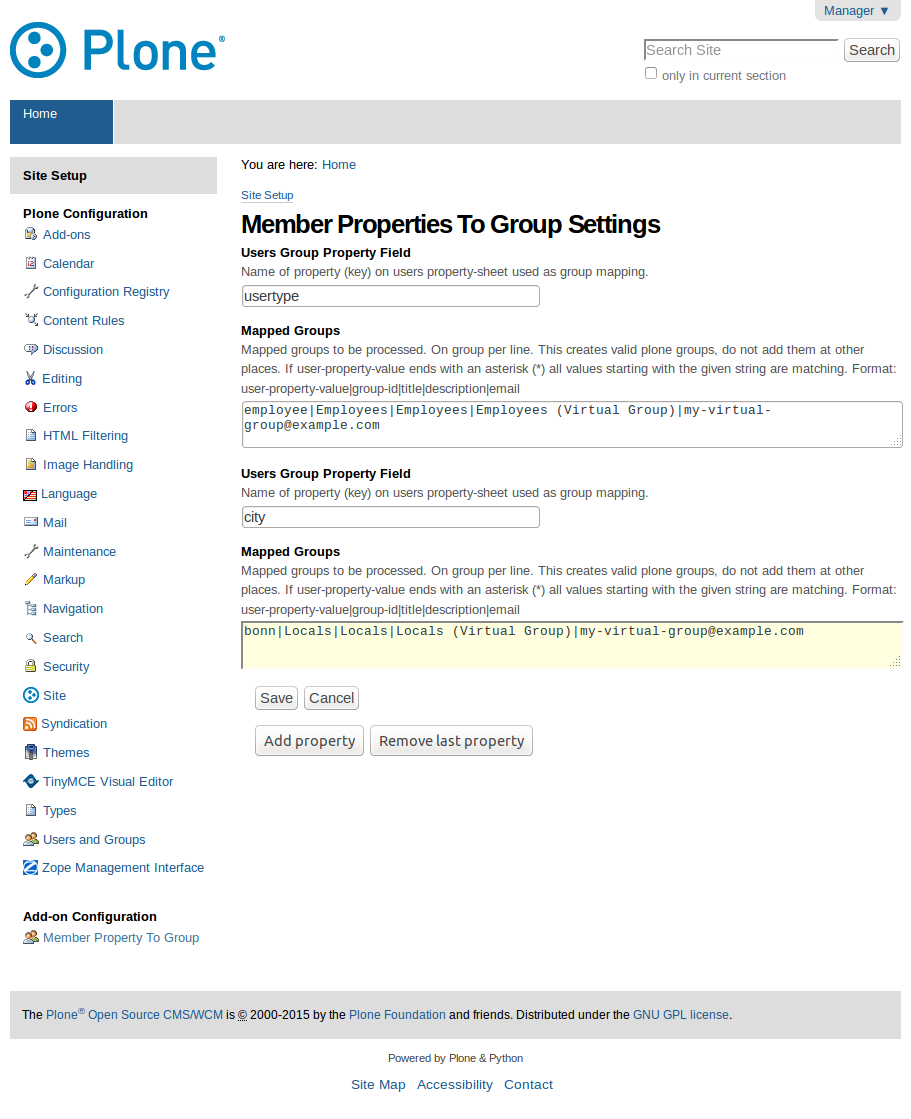 Manager ▼
Plone®
Search Site
Search
only in current section
Home
Site Setup
Plone Configuration
Add-ons
Calendar
Configuration Registry
Content Rules
Discussion
Editing
Errors
HTML Filtering
Image Handling
Language
Mail
Maintenance
Markup
Navigation
Search
Security
Site
Syndication
Themes
TinyMCE Visual Editor
Types
Users and Groups
Zope Management Interface
Add-on Configuration
Member Property To Group
You are here: Home
Site Setup
Member Properties To Group Settings
Users Group Property Field
Name of property (key) on users property-sheet used as group mapping.
usertype
Mapped Groups
Mapped groups to be processed. On group per line. This creates valid plone groups, do not add them at other
places. If user-property-value ends with an asterisk (*) all values starting with the given string are matching. Format:
user-property-value|group-id|title|description|email
employee|Employees|Employees|Employees (Virtual Group)|my-virtual-
group@example.com
Users Group Property Field
Name of property (key) on users property-sheet used as group mapping.
city
Mapped Groups
Mapped groups to be processed. On group per line. This creates valid plone groups, do not add them at other
places. If user-property-value ends with an asterisk (*) all values starting with the given string are matching. Format:
user-property-value|group-id|title|description|email
bonn|Locals|Locals|Locals (Virtual Group)|my-virtual-group@example.com
Save Cancel
Add property Remove last property
The Plone® Open Source CMS/WCM is © 2000-2015 by the Plone Foundation and friends. Distributed under the GNU GPL license.
Powered by Plone & Python
Site Map Accessibility Contact